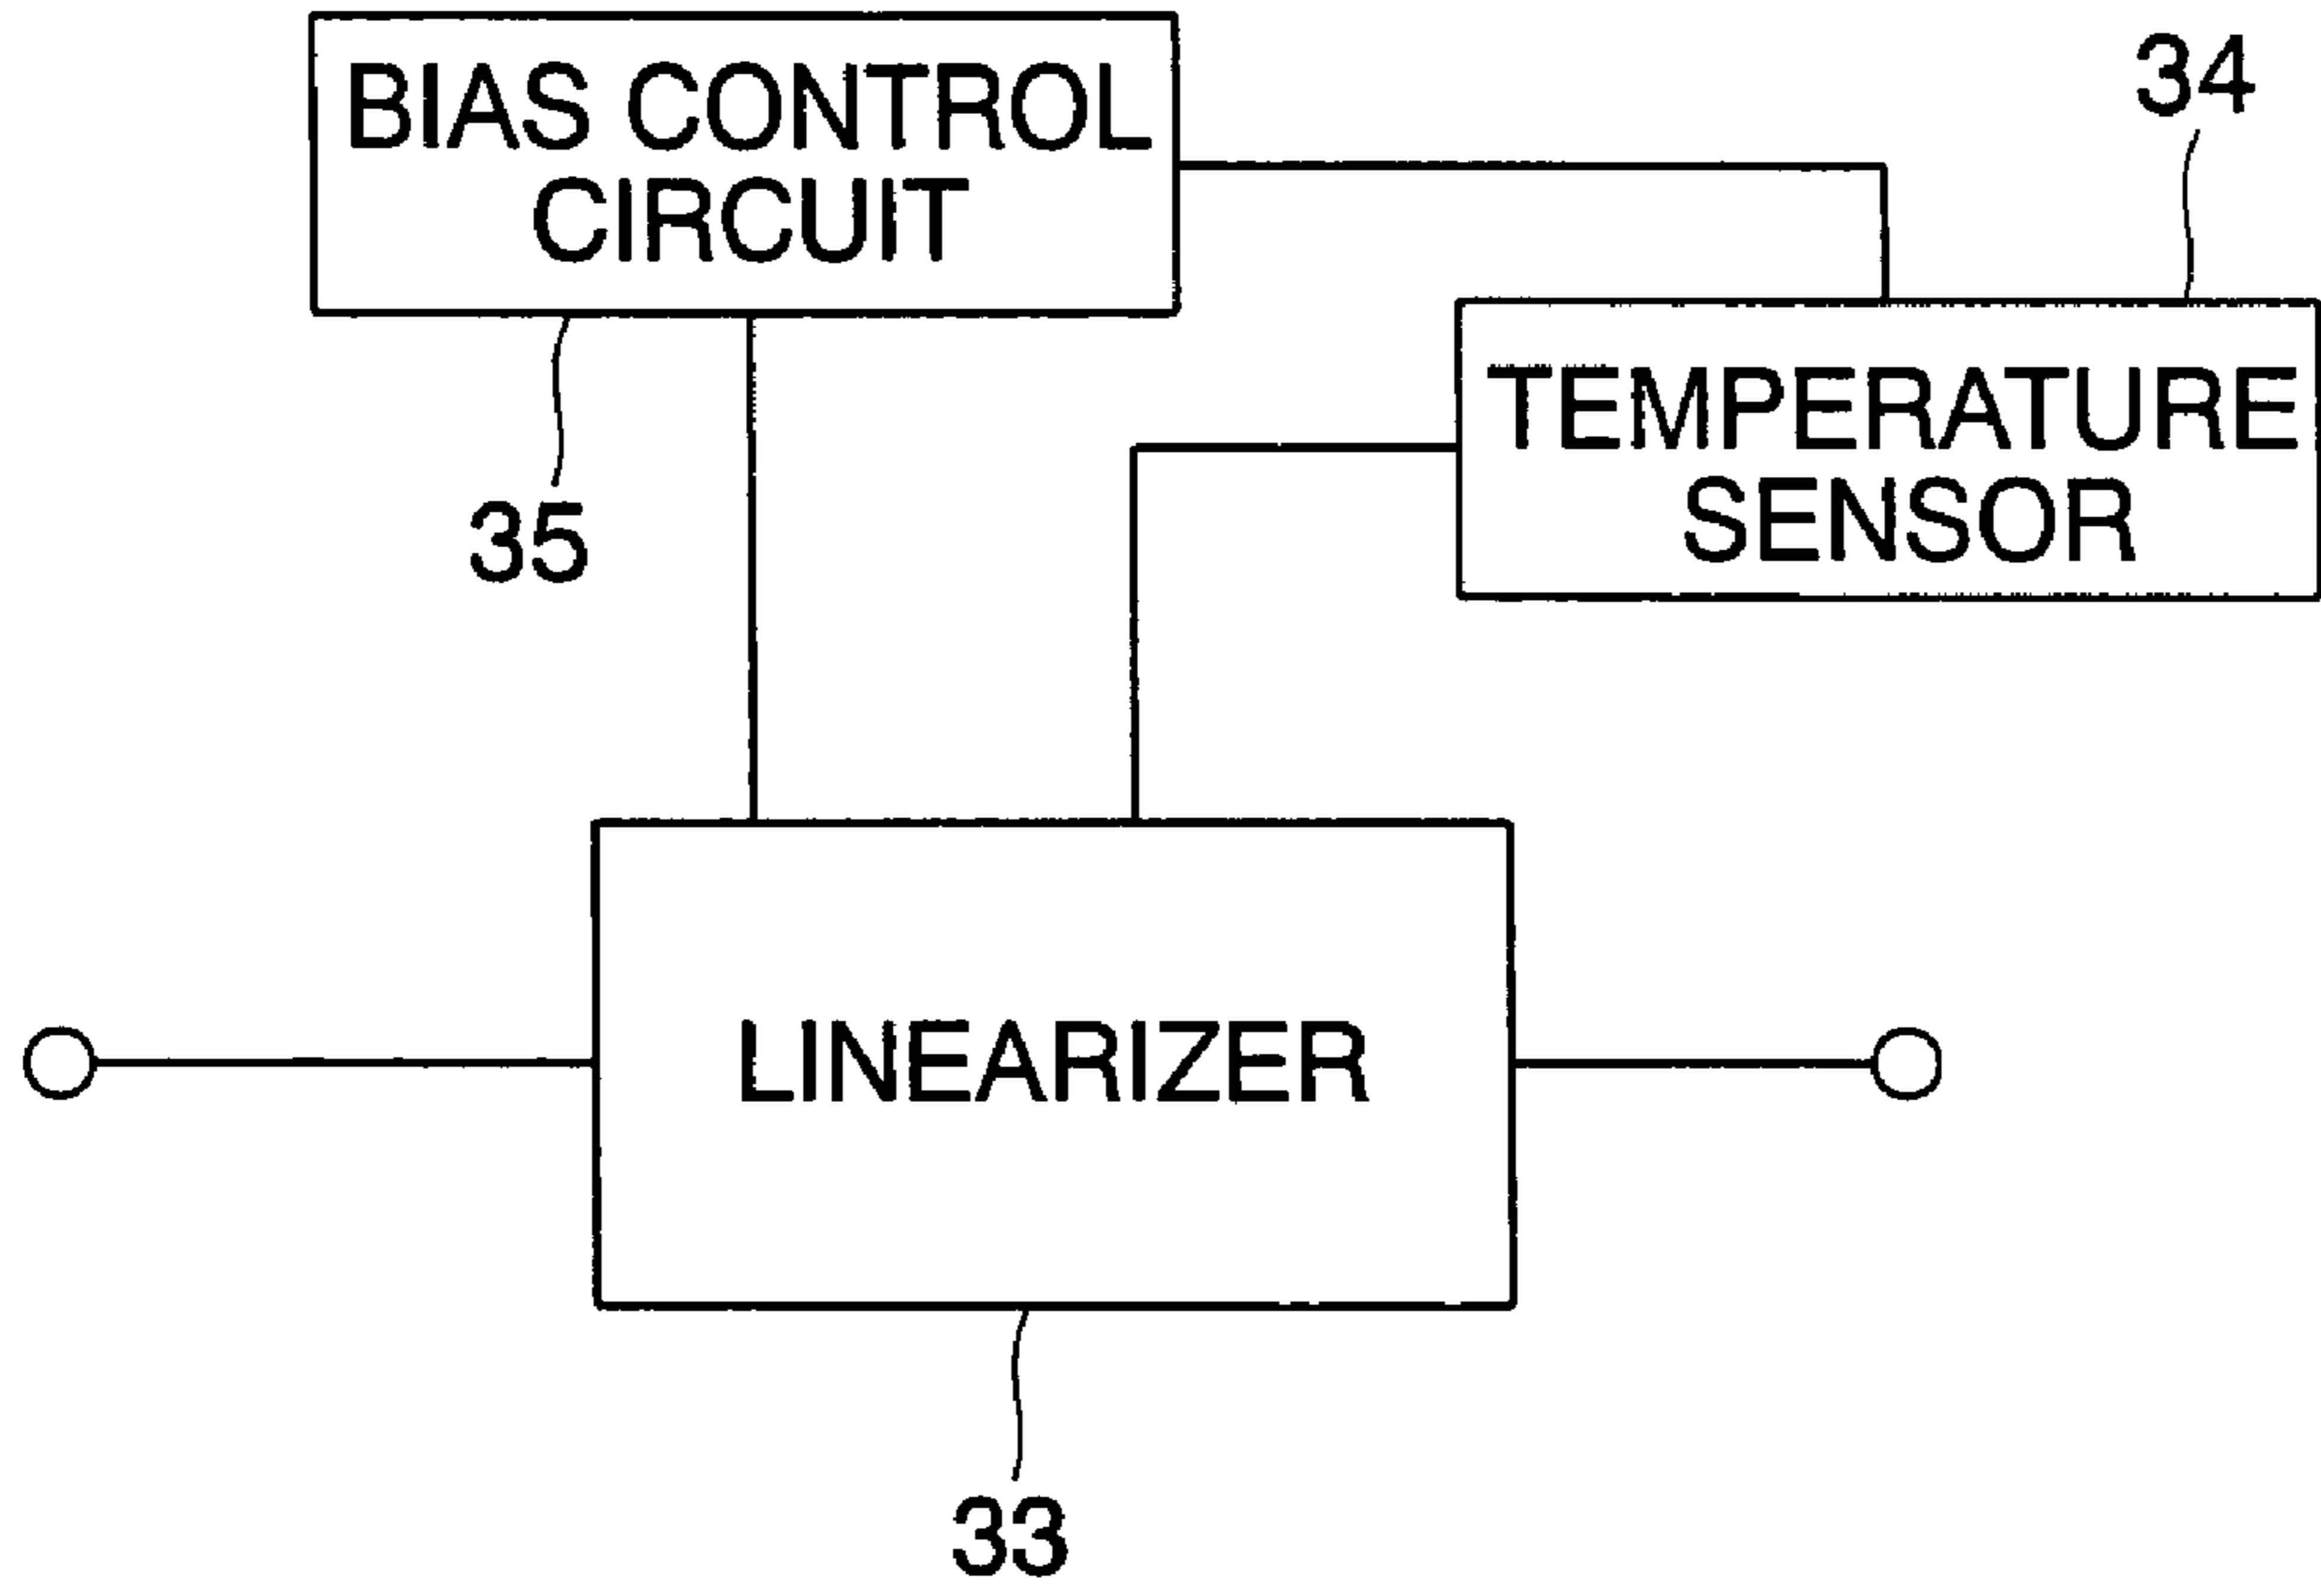 BIAS CONTROL
CIRCUIT
34
TEMPERATURE
SENSOR
35
LINEARIZER
33